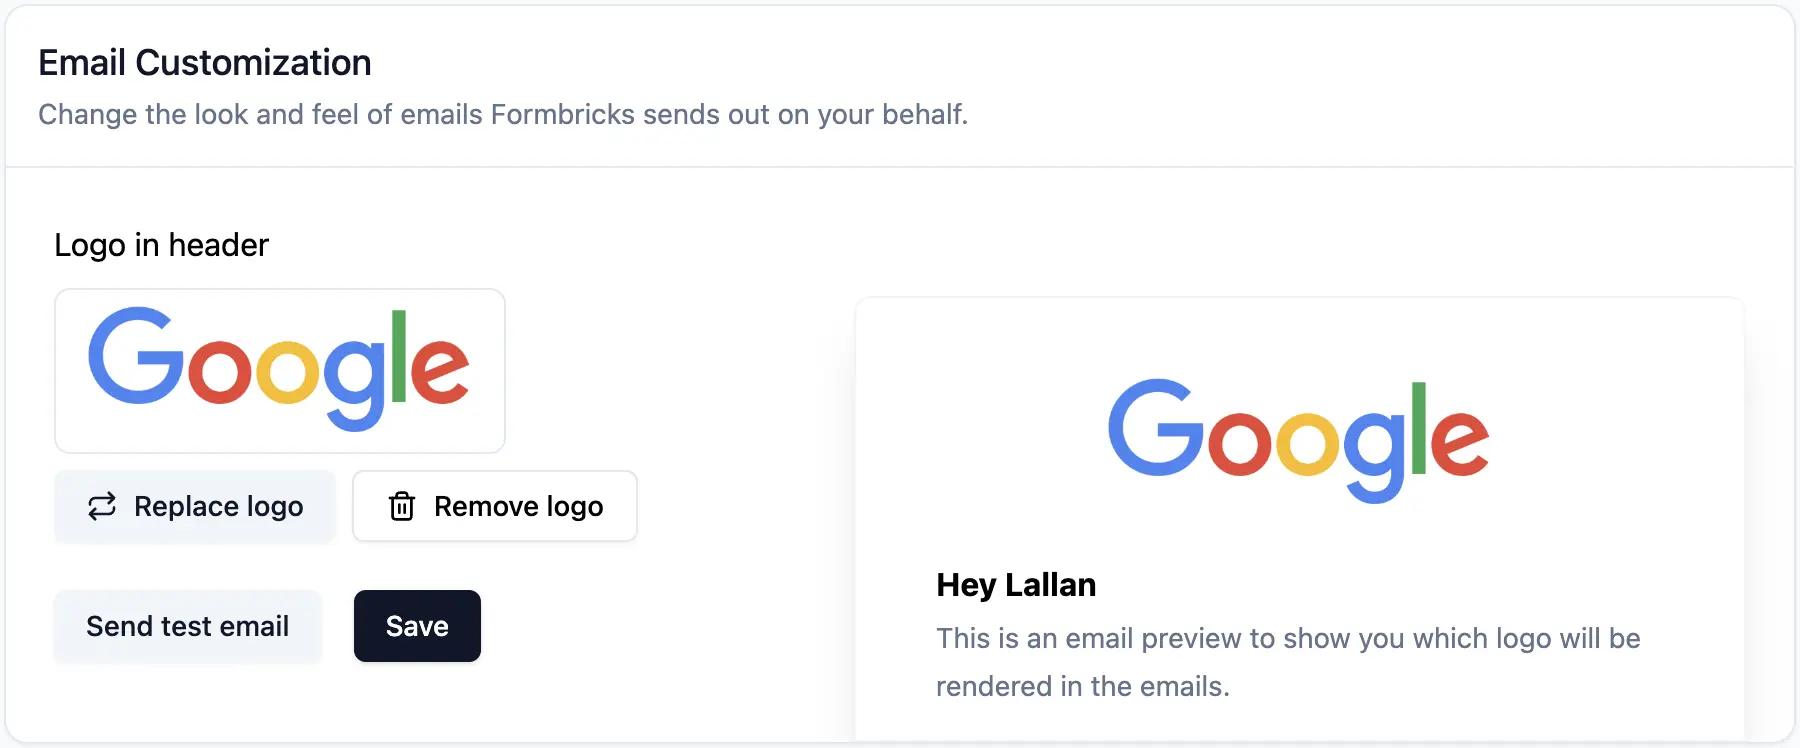 Email Customization
Change the look and feel of emails Formbricks sends out on your behalf.
Logo in header
Google
Replace logo
Remove logo
Send test email
Save
Google
Hey Lallan
This is an email preview to show you which logo will be
rendered in the emails.